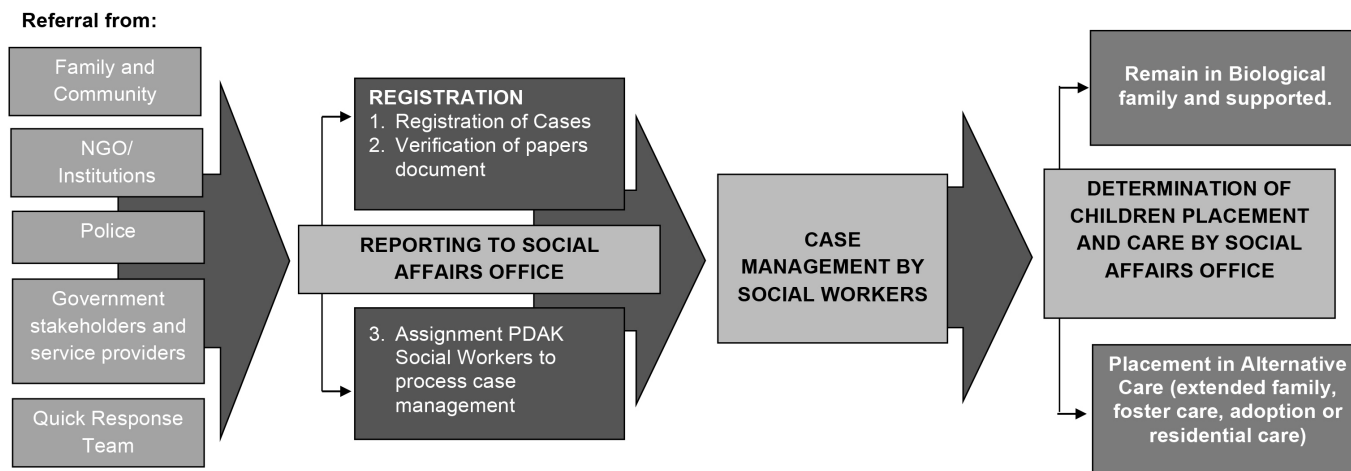 Referral from:
Family and
Community
NGO/
Institutions
Police
Government
stakeholders and
service providers
Quick Response
Team
REGISTRATION
1. Registration of Cases
2. Verification of papers
document
REPORTING TO SOCIAL
AFFAIRS OFFICE
3. Assignment PDAK
Social Workers to
process case
management
CASE
MANAGEMENT BY
SOCIAL WORKERS
Remain in Biological
family and supported.
DETERMINATION OF
CHILDREN PLACEMENT
AND CARE BY SOCIAL
AFFAIRS OFFICE
Placement in Alternative
Care (extended family,
foster care, adoption or
residential care)